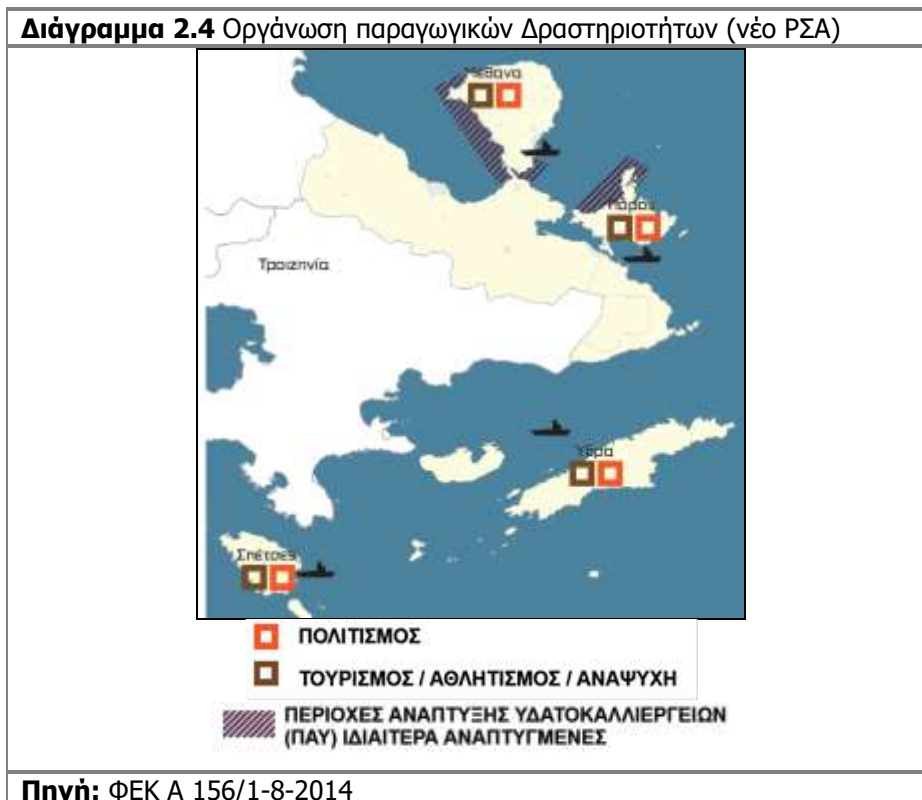 Διάγραμμα 2.4 Οργάνωση παραγωγικών Δραστηριοτήτων (νέο ΡΣΑ)
Μέθανα
Πόρος
Τροιζηνία
Ύδρα
Σπέτσες
ΠΟΛΙΤΙΣΜΟΣ
ΤΟΥΡΙΣΜΟΣ / ΑΘΛΗΤΙΣΜΟΣ / ΑΝΑΨΥΧΗ
ΠΕΡΙΟΧΕΣ ΑΝΑΠΤΥΞΗΣ ΥΔΑΤΟΚΑΛΛΙΕΡΓΕΙΩΝ
(ΠΑΥ) ΙΔΙΑΙΤΕΡΑ ΑΝΑΠΤΥΓΜΕΝΕΣ
Πηγή: ΦΕΚ Α 156/1-8-2014